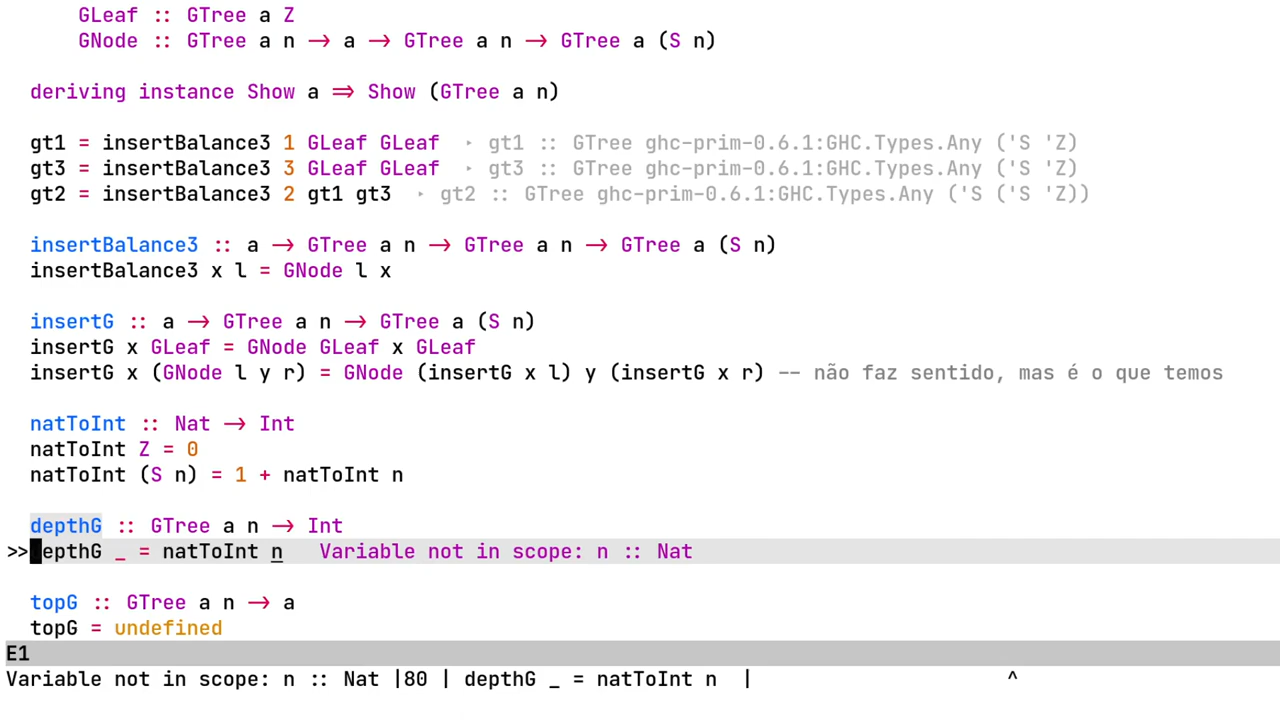 GLeaf :: GTree a Z
GNode :: GTree a n → a → GTree a n → GTree a (S n)
deriving instance Show a ⇒ Show (GTree a n)
gt1 = insertBalance3 1 GLeaf GLeaf ‣ gt1 :: GTree ghc-prim-0.6.1:GHC.Types.Any ('S 'Z)
gt3 = insertBalance3 3 GLeaf GLeaf ‣ gt3 :: GTree ghc-prim-0.6.1:GHC.Types.Any ('S 'Z)
gt2 = insertBalance3 2 gt1 gt3 ‣ gt2 :: GTree ghc-prim-0.6.1:GHC.Types.Any ('S ('S 'Z))
insertBalance3 :: a → GTree a n → GTree a n → GTree a (S n)
insertBalance3 x l = GNode l x
insertG :: a → GTree a n → GTree a (S n)
insertG x GLeaf = GNode GLeaf x GLeaf
insertG x (GNode l y r) = GNode (insertG x l) y (insertG x r) -- não faz sentido, mas é o que temos
natToInt :: Nat → Int
natToInt Z = 0
natToInt (S n) = 1 + natToInt n
depthG :: GTree a n → Int
>>depthG _ = natToInt n Variable not in scope: n :: Nat
topG :: GTree a n → a
topG = undefined
E1
Variable not in scope: n :: Nat |80 | depthG _ = natToInt n | ^